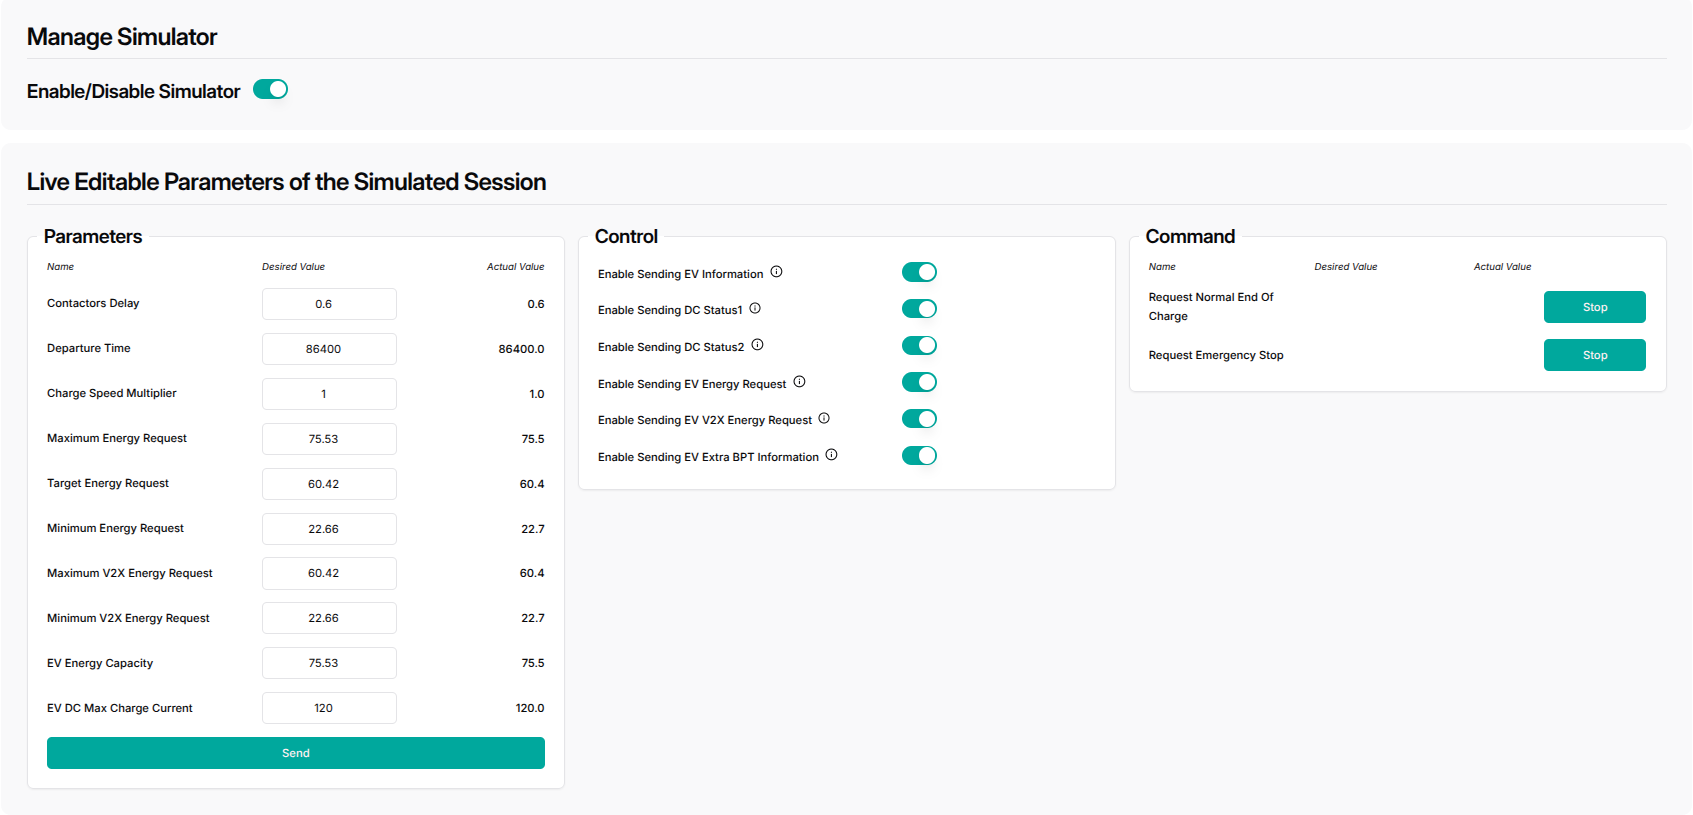 Manage Simulator
Enable/Disable Simulator
Live Editable Parameters of the Simulated Session
Parameters
Name Desired Value Actual Value
Contactors Delay 0.6 0.6
Departure Time 86400 86400.0
Charge Speed Multiplier 1 1.0
Maximum Energy Request 75.53 75.5
Target Energy Request 60.42 60.4
Minimum Energy Request 22.66 22.7
Maximum V2X Energy Request 60.42 60.4
Minimum V2X Energy Request 22.66 22.7
EV Energy Capacity 75.53 75.5
EV DC Max Charge Current 120 120.0
Send
Control
Enable Sending EV Information
Enable Sending DC Status1
Enable Sending DC Status2
Enable Sending EV Energy Request
Enable Sending EV V2X Energy Request
Enable Sending EV Extra BPT Information
Command
Name Desired Value Actual Value
Request Normal End Of
Charge
Stop
Request Emergency Stop
Stop